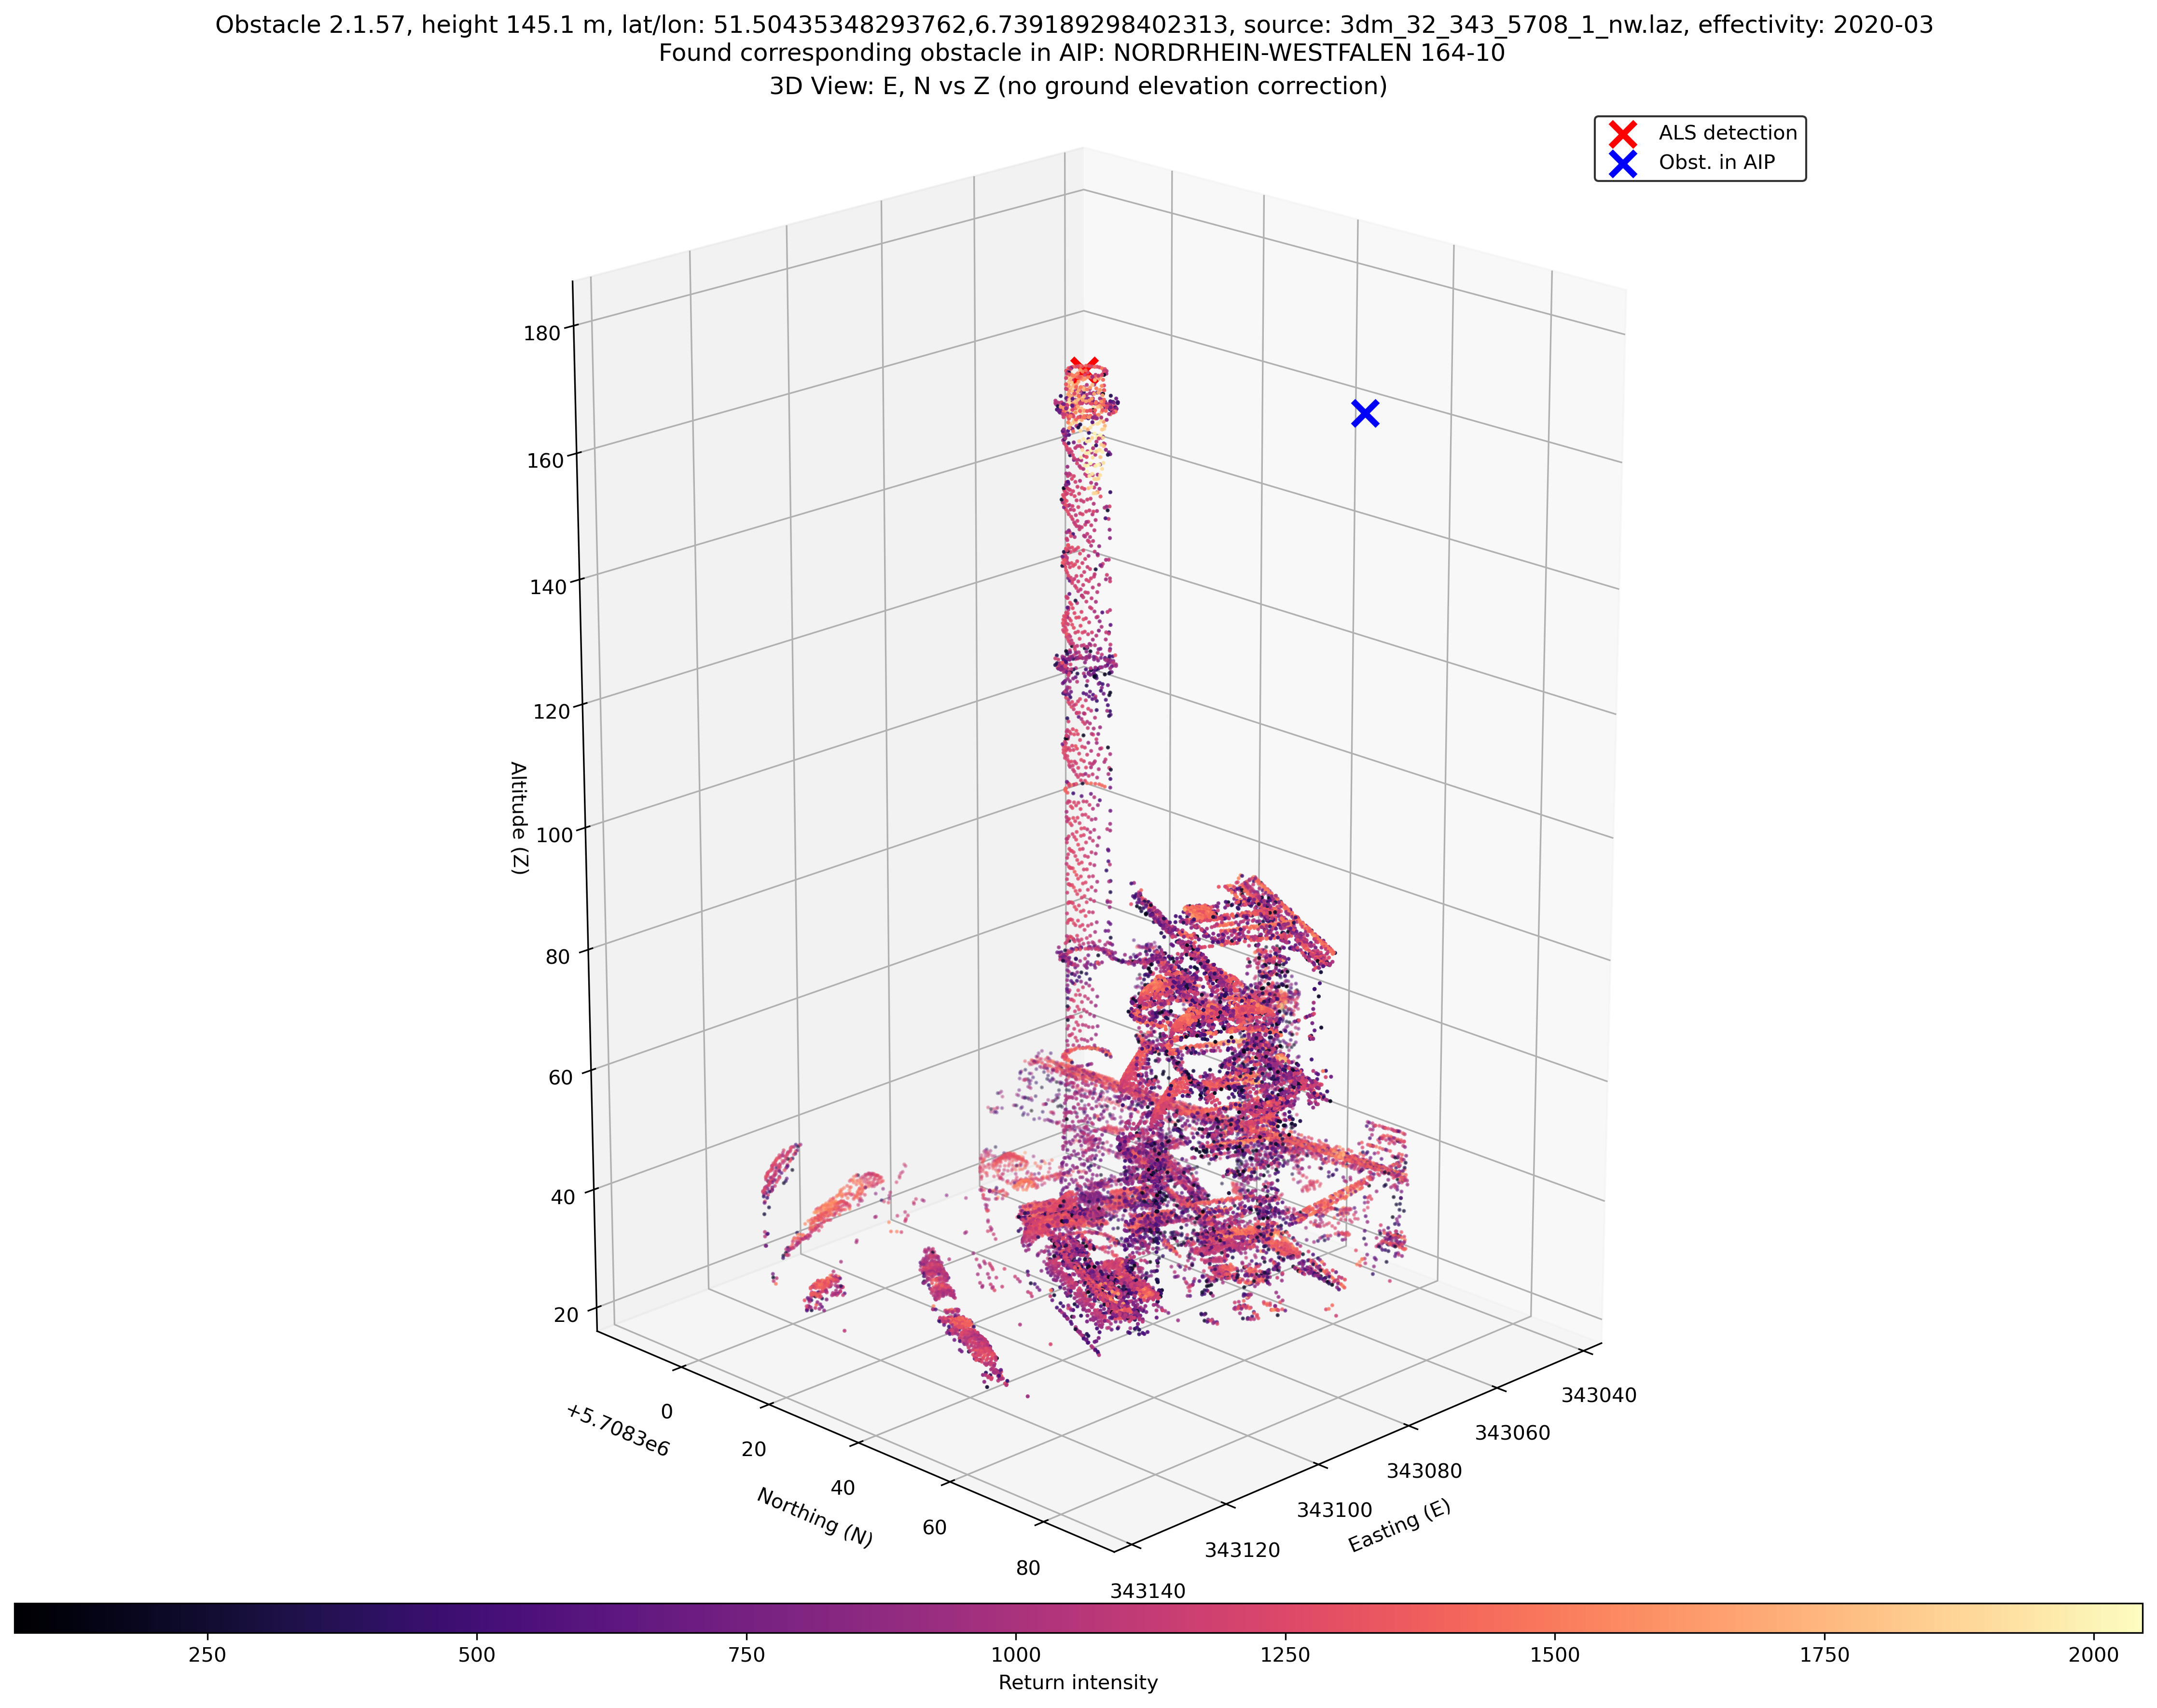 Obstacle 2.1.57, height 145.1 m, lat/lon: 51.50435348293762,6.739189298402313, source: 3dm_32_343_5708_1_nw.laz, effectivity: 2020-03
Found corresponding obstacle in AIP: NORDRHEIN-WESTFALEN 164-10
3D View: E, N vs Z (no ground elevation correction)
ALS detection
Obst. in AIP
180
160
140
120
100
80
60
40
20
Altitude (Z)
+5.7083e6
0
20
40
60
80
Northing (N)
343040
343060
343080
343100
343120
343140
Easting (E)
250
500
750
1000
1250
1500
1750
2000
Return intensity